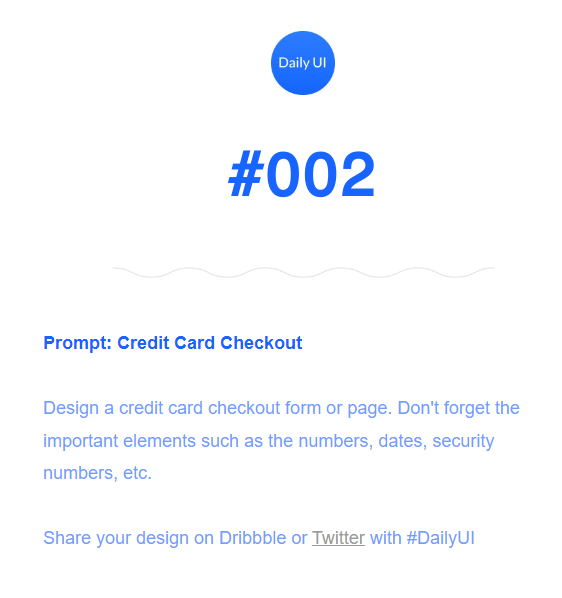 Daily UI
#002
Prompt: Credit Card Checkout
Design a credit card checkout form or page. Don't forget the
important elements such as the numbers, dates, security
numbers, etc.
Share your design on Dribbble or Twitter with #DailyUI